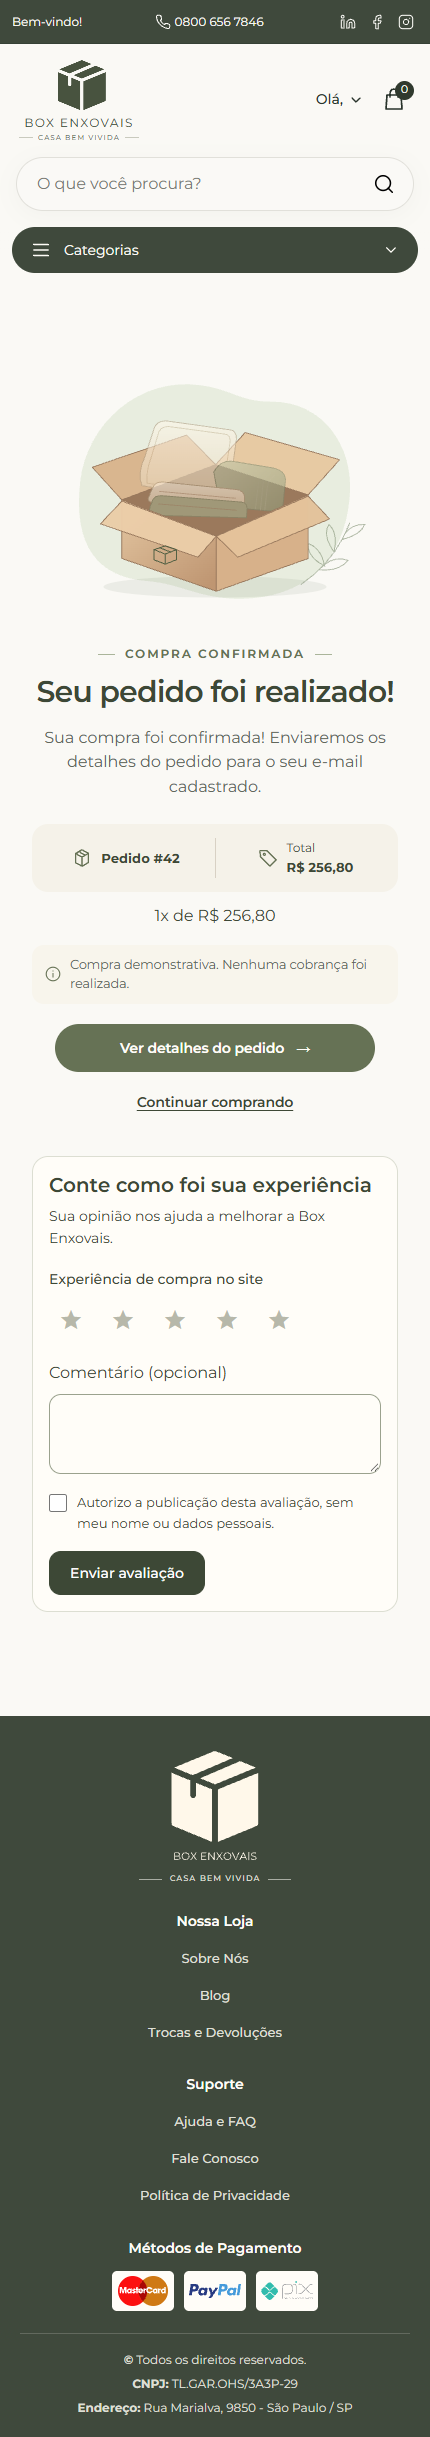 Bem-vindo!
0800 656 7846
BOX ENXOVAIS
CASA BEM VIVIDA
Olá,
0
O que você procura?
Categorias
COMPRA CONFIRMADA
Seu pedido foi realizado!
Sua compra foi confirmada! Enviaremos os
detalhes do pedido para o seu e-mail
cadastrado.
Pedido #42
Total
R$ 256,80
1x de R$ 256,80
Compra demonstrativa. Nenhuma cobrança foi
realizada.
Ver detalhes do pedido →
Continuar comprando
Conte como foi sua experiência
Sua opinião nos ajuda a melhorar a Box
Enxovais.
Experiência de compra no site
Comentário (opcional)
Autorizo a publicação desta avaliação, sem
meu nome ou dados pessoais.
Enviar avaliação
BOX ENXOVAIS
CASA BEM VIVIDA
Nossa Loja
Sobre Nós
Blog
Trocas e Devoluções
Suporte
Ajuda e FAQ
Fale Conosco
Política de Privacidade
Métodos de Pagamento
MasterCard
PayPal
pix
© Todos os direitos reservados.
CNPJ: TL.GAR.OHS/3A3P-29
Endereço: Rua Marialva, 9850 - São Paulo / SP